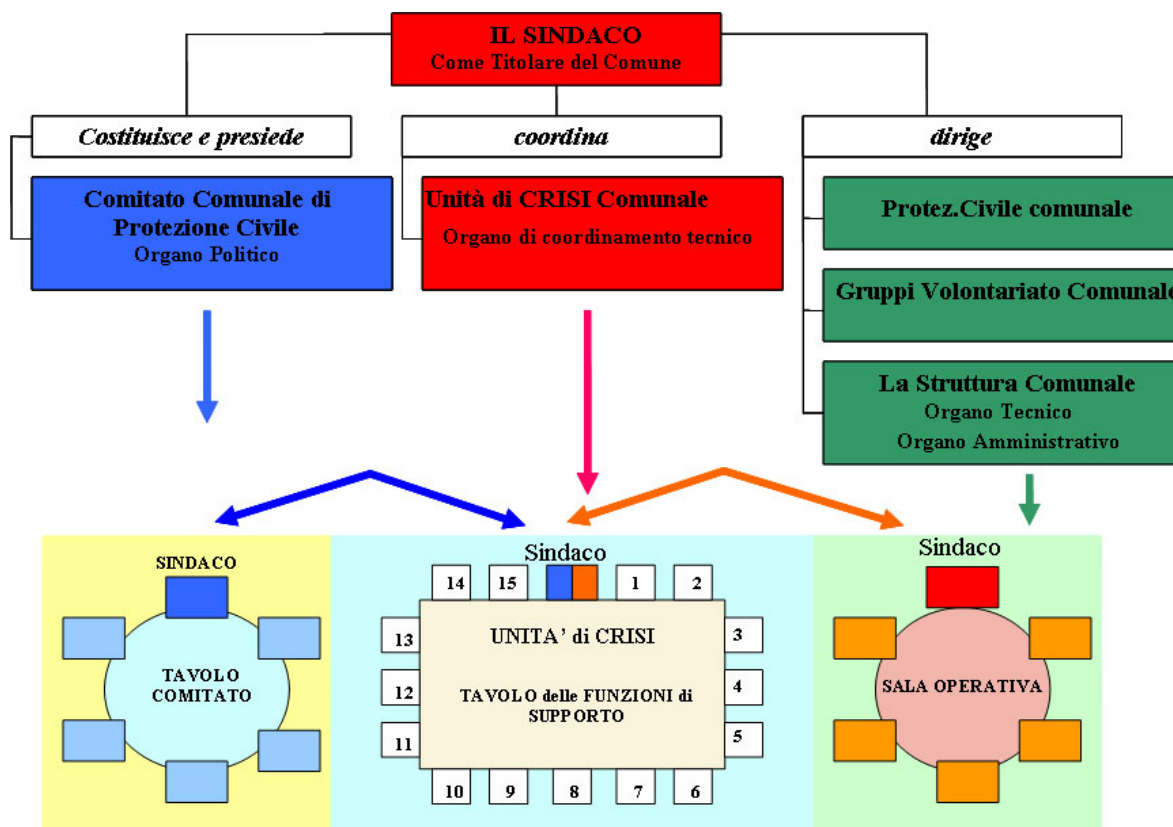 IL SINDACO
Come Titolare del Comune
Costituisce e presiede
coordina
dirige
Comitato Comunale di
Protezione Civile
Organo Politico
Unità di CRISI Comunale
Organo di coordinamento tecnico
Protez.Civile comunale
Gruppi Volontariato Comunale
La Struttura Comunale
Organo Tecnico
Organo Amministrativo
SINDACO
TAVOLO
COMITATO
Sindaco
14
15
1
2
13
3
12
4
11
5
10
9
8
7
6
UNITA' di CRISI
TAVOLO delle FUNZIONI di
SUPPORTO
Sindaco
SALA OPERATIVA